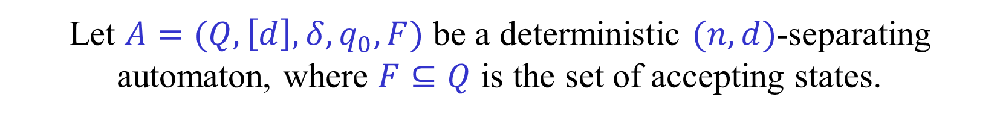 Let A = (Q, [d], δ, q₀, F) be a deterministic (n, d)-separating
automaton, where F ⊆ Q is the set of accepting states.